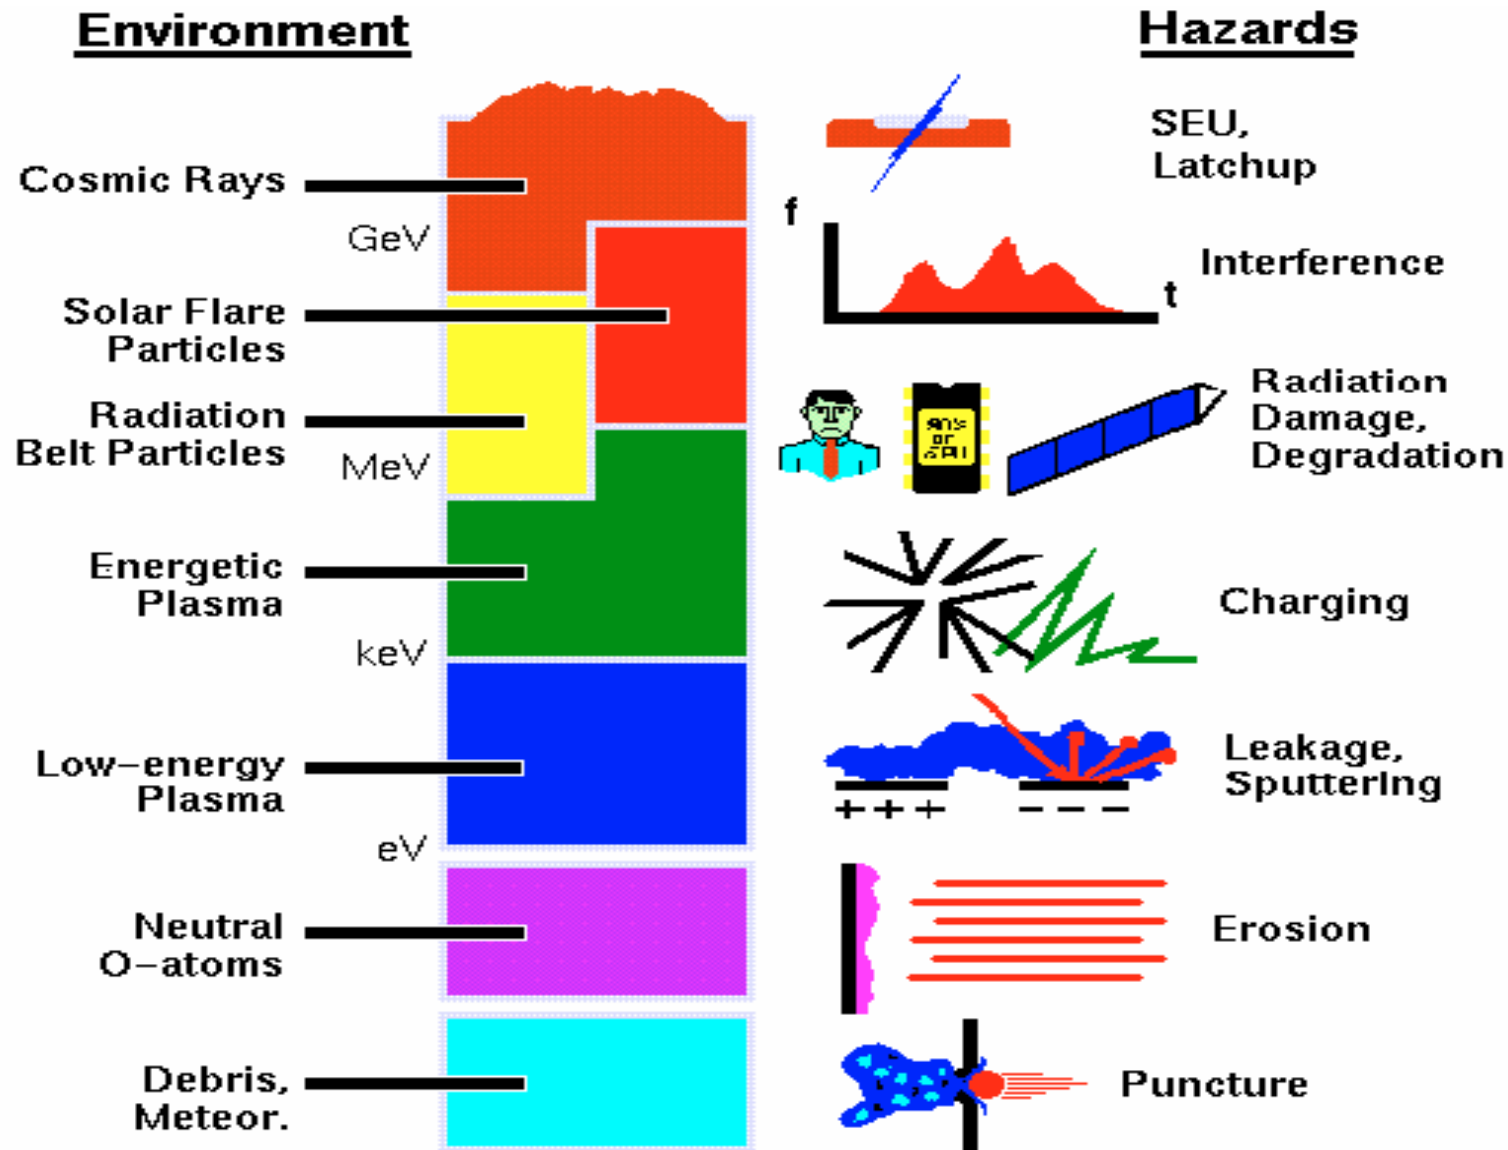 Environment
Hazards
Cosmic Rays
GeV
Solar Flare
Particles
Radiation
Belt Particles
MeV
Energetic
Plasma
keV
Low-energy
Plasma
eV
Neutral
O-atoms
Debris,
Meteor.
SEU,
Latchup
f
t
Interference
Radiation
Damage,
Degradation
Charging
Leakage,
Sputtering
+ + +
- - -
Erosion
Puncture